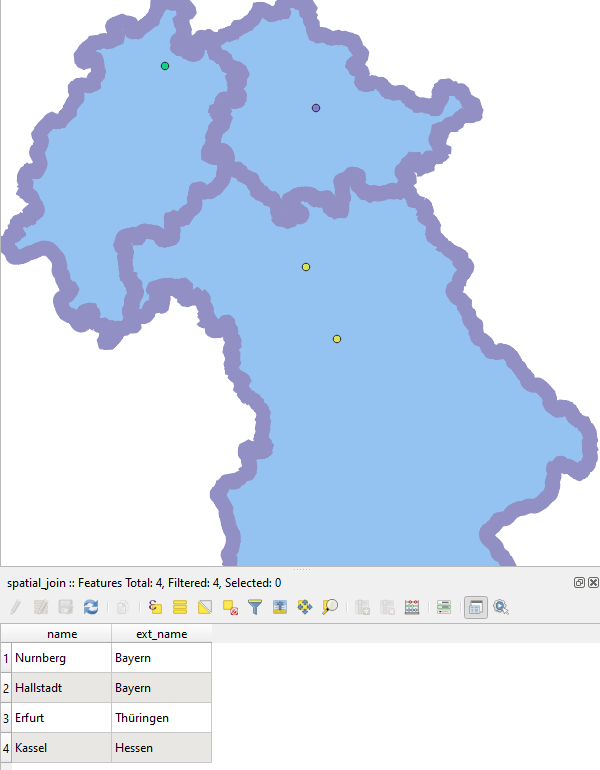 spatial_join :: Features Total: 4, Filtered: 4, Selected: 0
name ext_name
1 Nurnberg Bayern
2 Hallstadt Bayern
3 Erfurt Thüringen
4 Kassel Hessen